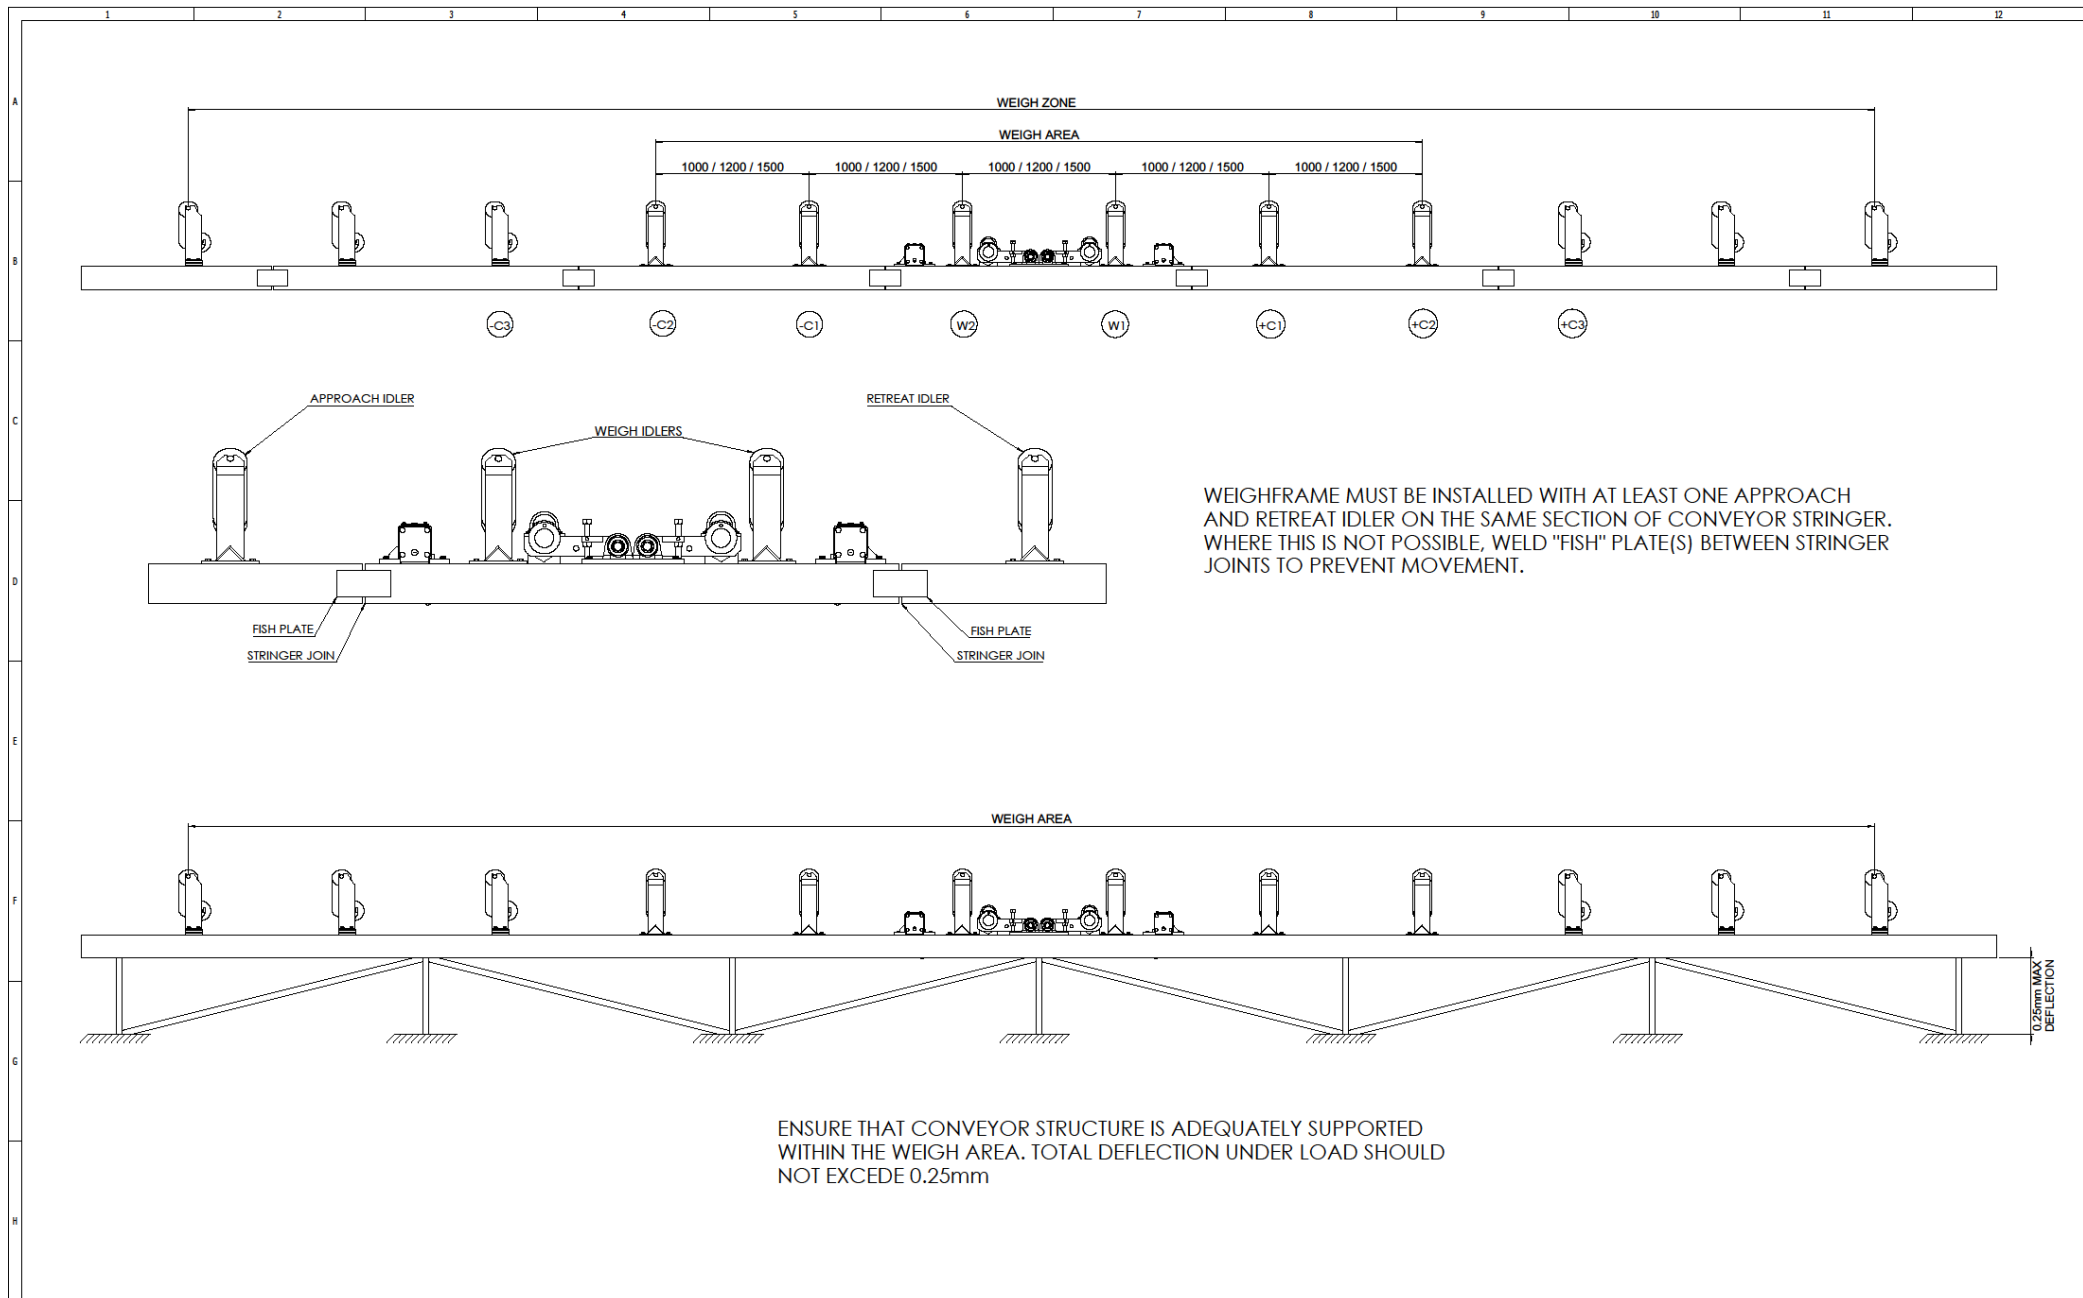 1 2 3 4 5 6 7 8 9 10 11 12
A
WEIGH ZONE
WEIGH AREA
1000 / 1200 / 1500 1000 / 1200 / 1500 1000 / 1200 / 1500 1000 / 1200 / 1500 1000 / 1200 / 1500
B
-C3 -C2 -C1 W2 W1 +C1 +C2 +C3
C
APPROACH IDLER
RETREAT IDLER
WEIGH IDLERS
WEIGHFRAME MUST BE INSTALLED WITH AT LEAST ONE APPROACH
AND RETREAT IDLER ON THE SAME SECTION OF CONVEYOR STRINGER.
WHERE THIS IS NOT POSSIBLE, WELD "FISH" PLATE(S) BETWEEN STRINGER
JOINTS TO PREVENT MOVEMENT.
D
FISH PLATE
STRINGER JOIN
FISH PLATE
STRINGER JOIN
E
WEIGH AREA
F
0.25mm MAX
DEFLECTION
G
ENSURE THAT CONVEYOR STRUCTURE IS ADEQUATELY SUPPORTED
WITHIN THE WEIGH AREA. TOTAL DEFLECTION UNDER LOAD SHOULD
NOT EXCEDE 0.25mm
H